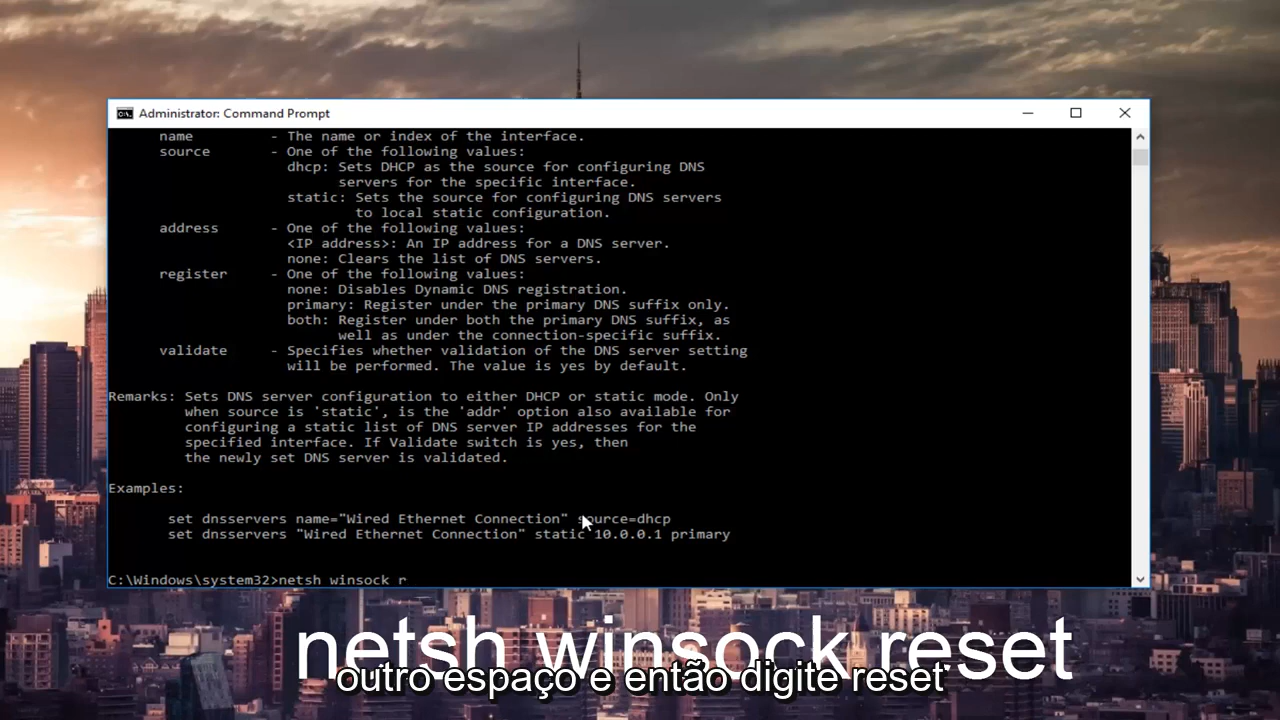 Administrator: Command Prompt
name - The name or index of the interface.
source - One of the following values:
dhcp: Sets DHCP as the source for configuring DNS
servers for the specific interface.
static: Sets the source for configuring DNS servers
to local static configuration.
address - One of the following values:
<IP address>: An IP address for a DNS server.
none: Clears the list of DNS servers.
register - One of the following values:
none: Disables Dynamic DNS registration.
primary: Register under the primary DNS suffix only.
both: Register under both the primary DNS suffix, as
well as under the connection-specific suffix.
validate - Specifies whether validation of the DNS server setting
will be performed. The value is yes by default.
Remarks: Sets DNS server configuration to either DHCP or static mode. Only
when source is 'static', is the 'addr' option also available for
configuring a static list of DNS server IP addresses for the
specified interface. If Validate switch is yes, then
the newly set DNS server is validated.
Examples:
set dnsservers name="Wired Ethernet Connection" source=dhcp
set dnsservers "Wired Ethernet Connection" static 10.0.0.1 primary
C:\Windows\system32>netsh winsock r
netsh winsock reset
outro espaço e então digite reset